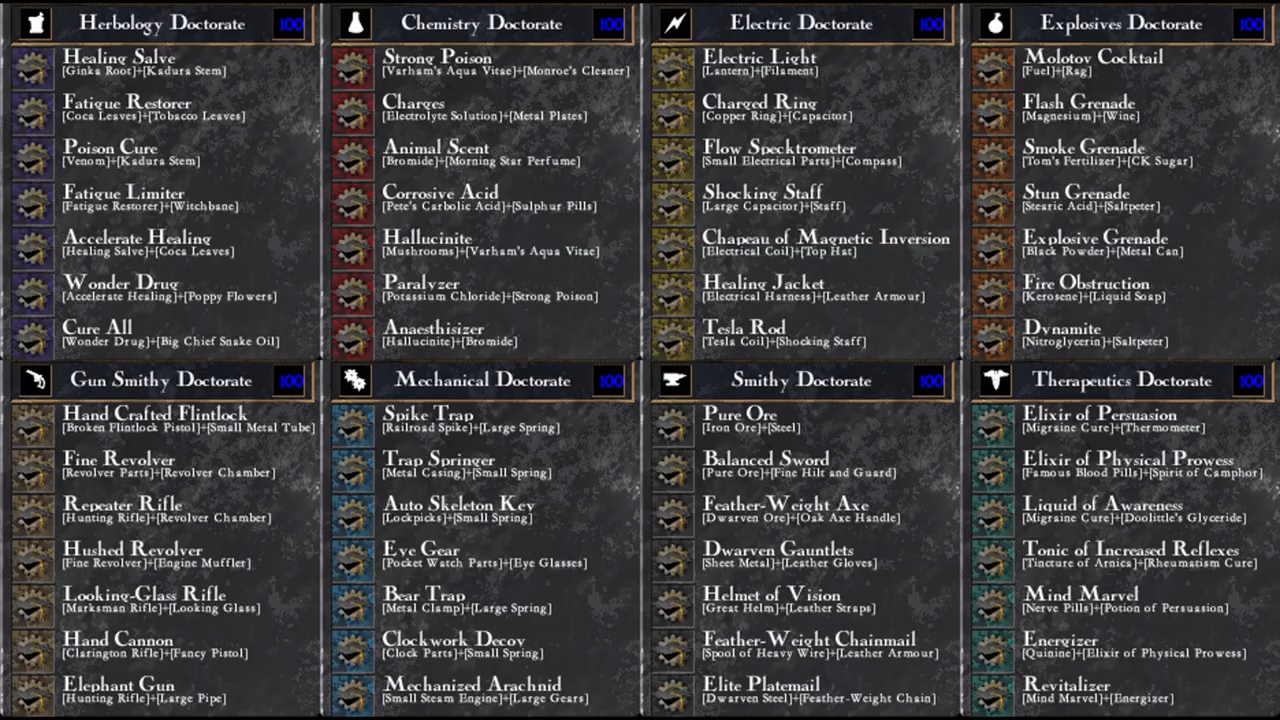 Herbology Doctorate 100
Healing Salve
[Ginka Root]+[Kadura Stem]
Fatigue Restorer
[Coca Leaves]+[Tobacco Leaves]
Poison Cure
[Venom]+[Kadura Stem]
Fatigue Limiter
[Fatigue Restorer]+[Witchbane]
Accelerate Healing
[Healing Salve]+[Coca Leaves]
Wonder Drug
[Accelerate Healing]+[Poppy Flowers]
Cure All
[Wonder Drug]+[Big Chief Snake Oil]
Chemistry Doctorate 100
Strong Poison
[Varham's Aqua Vitae]+[Monroe's Cleaner]
Charges
[Electrolyte Solution]+[Metal Plates]
Animal Scent
[Bromide]+[Morning Star Perfume]
Corrosive Acid
[Pete's Carbolic Acid]+[Sulphur Pills]
Hallucinite
[Mushrooms]+[Varham's Aqua Vitae]
Paralyzer
[Potassium Chloride]+[Strong Poison]
Anaesthisizer
[Hallucinite]+[Bromide]
Electric Doctorate 100
Electric Light
[Lantern]+[Filament]
Charged Ring
[Copper Ring]+[Capacitor]
Flow Specktrometer
[Small Electrical Parts]+[Compass]
Shocking Staff
[Large Capacitor]+[Staff]
Chapeau of Magnetic Inversion
[Electrical Coil]+[Top Hat]
Healing Jacket
[Electrical Harness]+[Leather Armour]
Tesla Rod
[Tesla Coil]+[Shocking Staff]
Explosives Doctorate 100
Molotov Cocktail
[Fuel]+[Rag]
Flash Grenade
[Magnesium]+[Wine]
Smoke Grenade
[Tom's Fertilizer]+[CK Sugar]
Stun Grenade
[Stearic Acid]+[Saltpeter]
Explosive Grenade
[Black Powder]+[Metal Can]
Fire Obstruction
[Kerosene]+[Liquid Soap]
Dynamite
[Nitroglycerin]+[Saltpeter]
Gun Smithy Doctorate 100
Hand Crafted Flintlock
[Broken Flintlock Pistol]+[Small Metal Tube]
Fine Revolver
[Revolver Parts]+[Revolver Chamber]
Repeater Rifle
[Hunting Rifle]+[Revolver Chamber]
Hushed Revolver
[Fine Revolver]+[Engine Muffler]
Looking-Glass Rifle
[Marksman Rifle]+[Looking Glass]
Hand Cannon
[Clarington Rifle]+[Fancy Pistol]
Elephant Gun
[Hunting Rifle]+[Large Pipe]
Mechanical Doctorate 100
Spike Trap
[Railroad Spike]+[Large Spring]
Trap Springer
[Metal Casing]+[Small Spring]
Auto Skeleton Key
[Lockpicks]+[Small Spring]
Eye Gear
[Pocket Watch Parts]+[Eye Glasses]
Bear Trap
[Metal Clamp]+[Large Spring]
Clockwork Decoy
[Clock Parts]+[Small Spring]
Mechanized Arachnid
[Small Steam Engine]+[Large Gears]
Smithy Doctorate 100
Pure Ore
[Iron Ore]+[Steel]
Balanced Sword
[Pure Ore]+[Fine Hilt and Guard]
Feather-Weight Axe
[Dwarven Ore]+[Oak Axe Handle]
Dwarven Gauntlets
[Sheet Metal]+[Leather Gloves]
Helmet of Vision
[Great Helm]+[Leather Straps]
Feather-Weight Chainmail
[Spool of Heavy Wire]+[Leather Armour]
Elite Platemail
[Dwarven Steel]+[Feather-Weight Chain]
Therapeutics Doctorate 100
Elixir of Persuasion
[Migraine Cure]+[Thermometer]
Elixir of Physical Prowess
[Famous Blood Pills]+[Spirit of Camphor]
Liquid of Awareness
[Migraine Cure]+[Doolittle's Glyceride]
Tonic of Increased Reflexes
[Tincture of Arnica]+[Rheumatism Cure]
Mind Marvel
[Nerve Pills]+[Potion of Persuasion]
Energizer
[Quinine]+[Elixir of Physical Prowess]
Revitalizer
[Mind Marvel]+[Energizer]